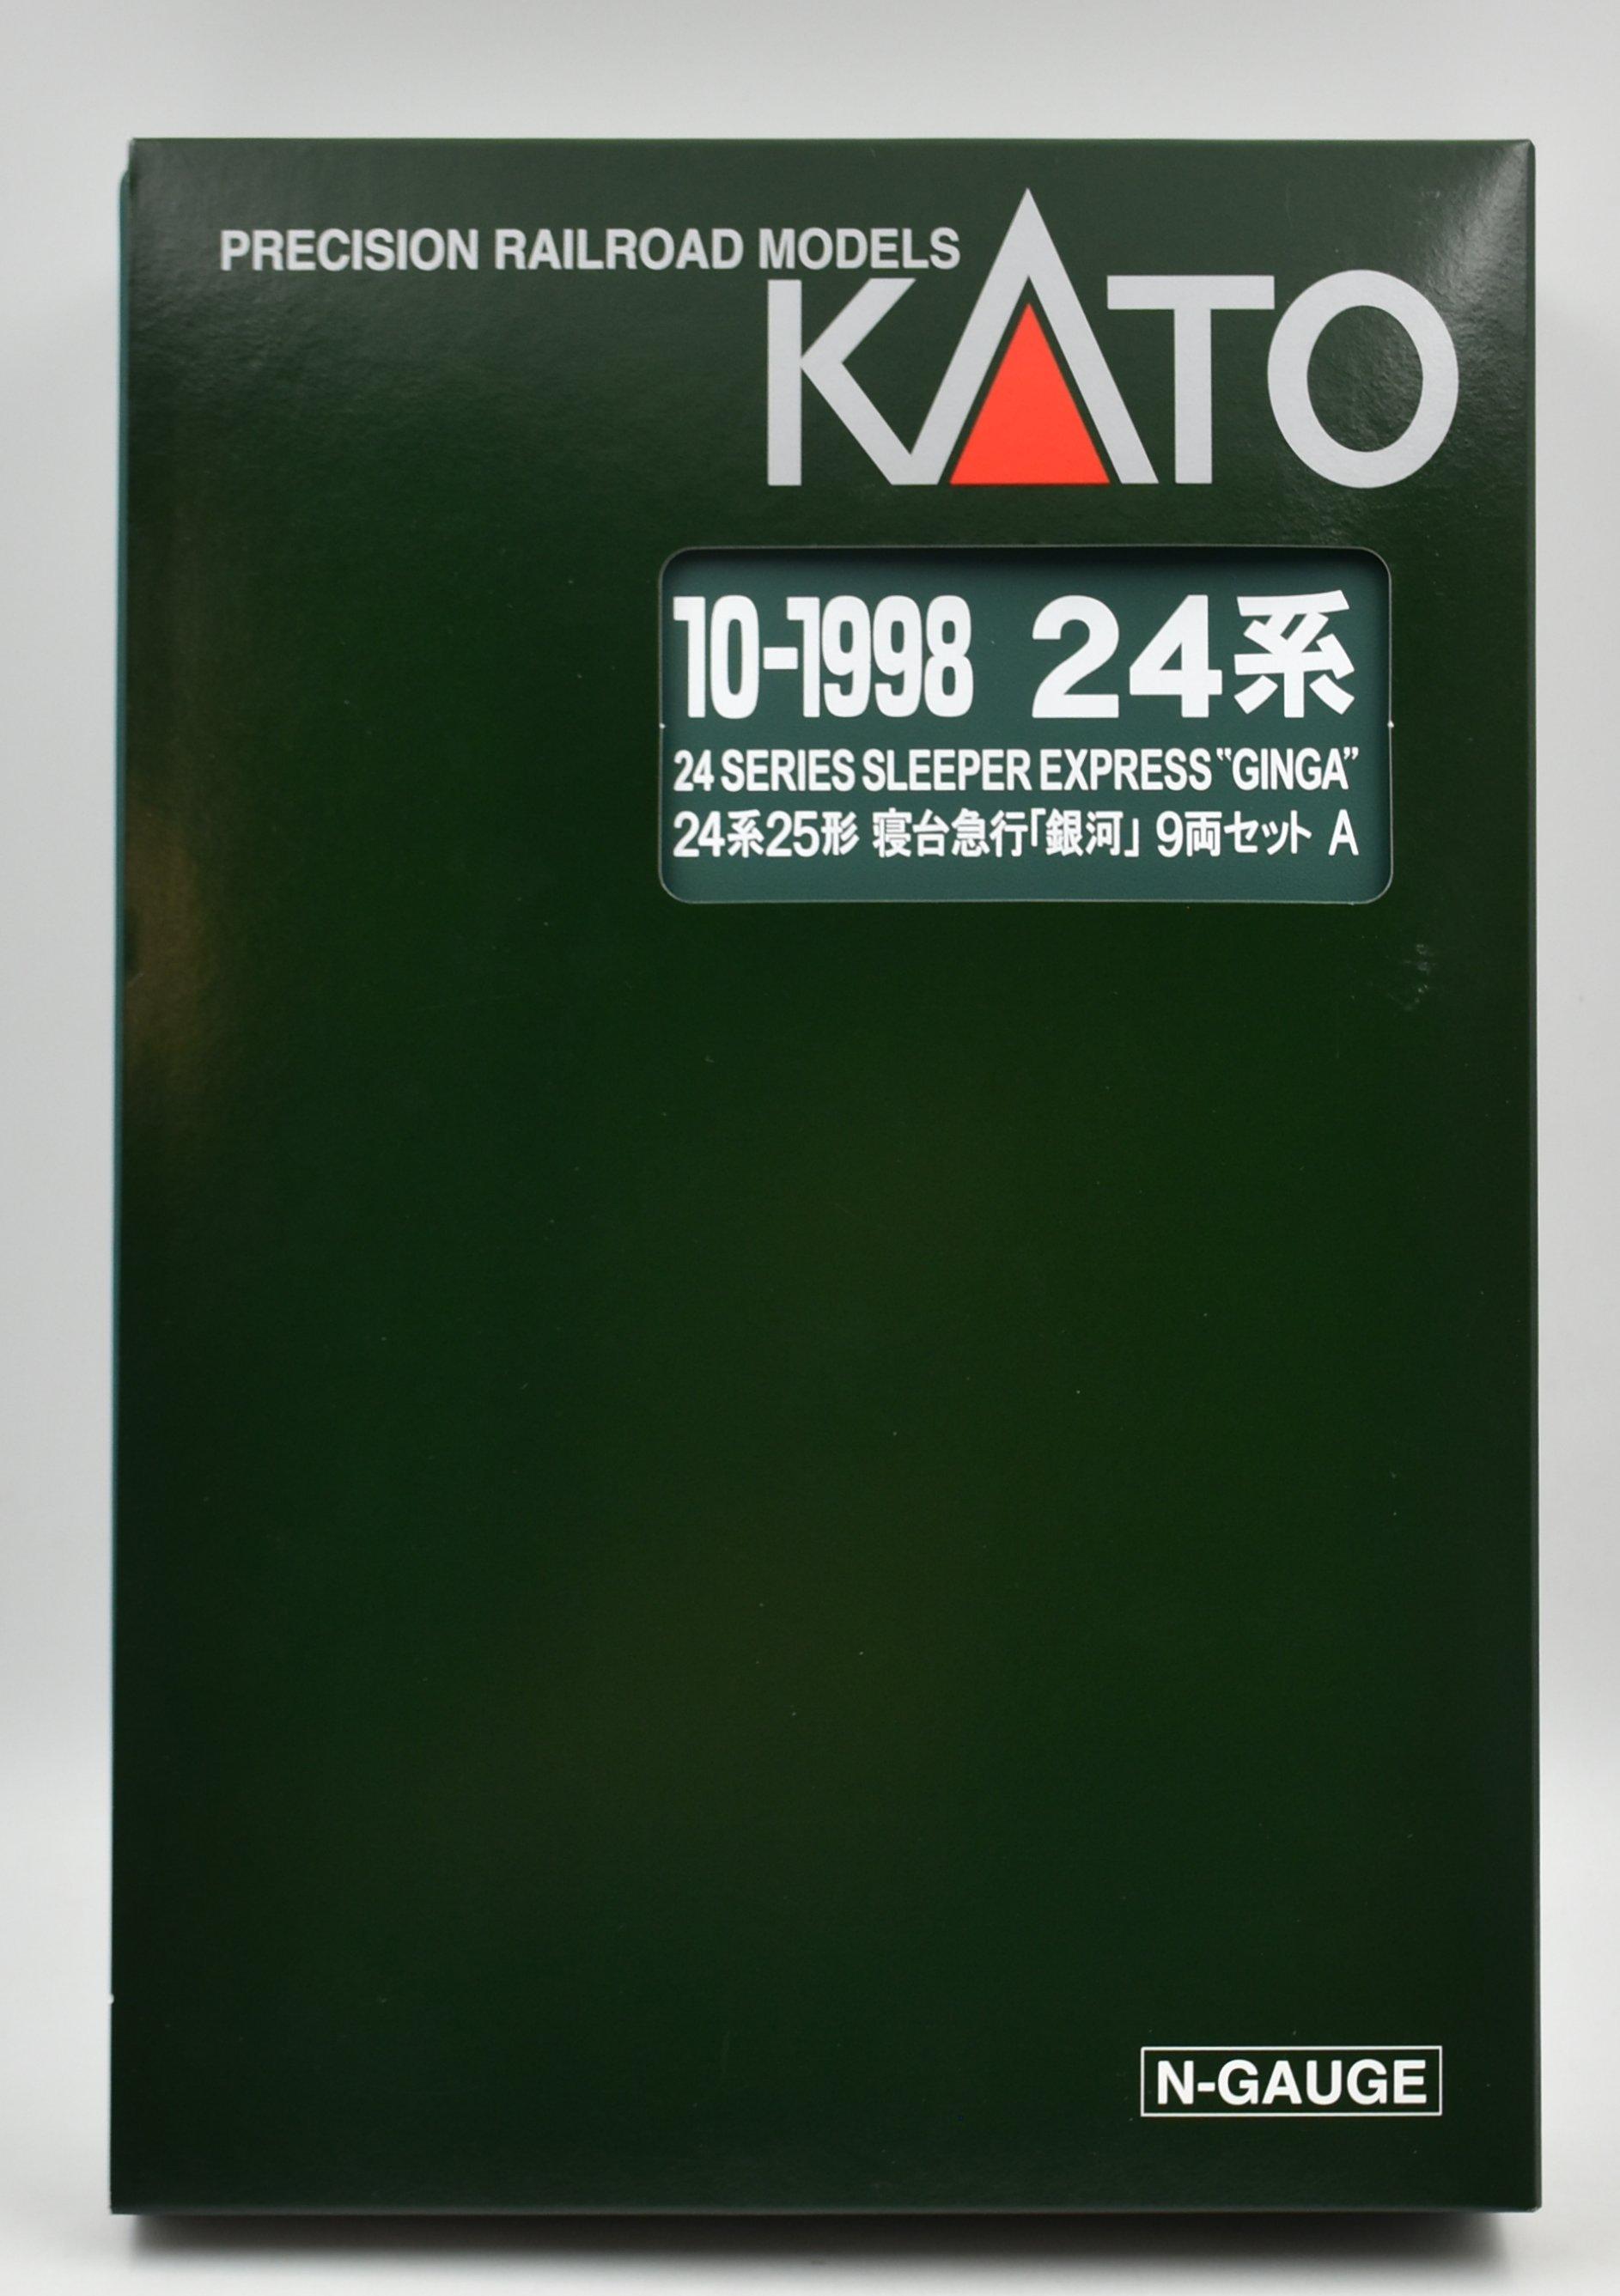 PRECISION RAILROAD MODELS
KATO
10-1998 24系
24 SERIES SLEEPER EXPRESS "GINGA"
24系25形 寝台急行「銀河」 9両セット A
N-GAUGE